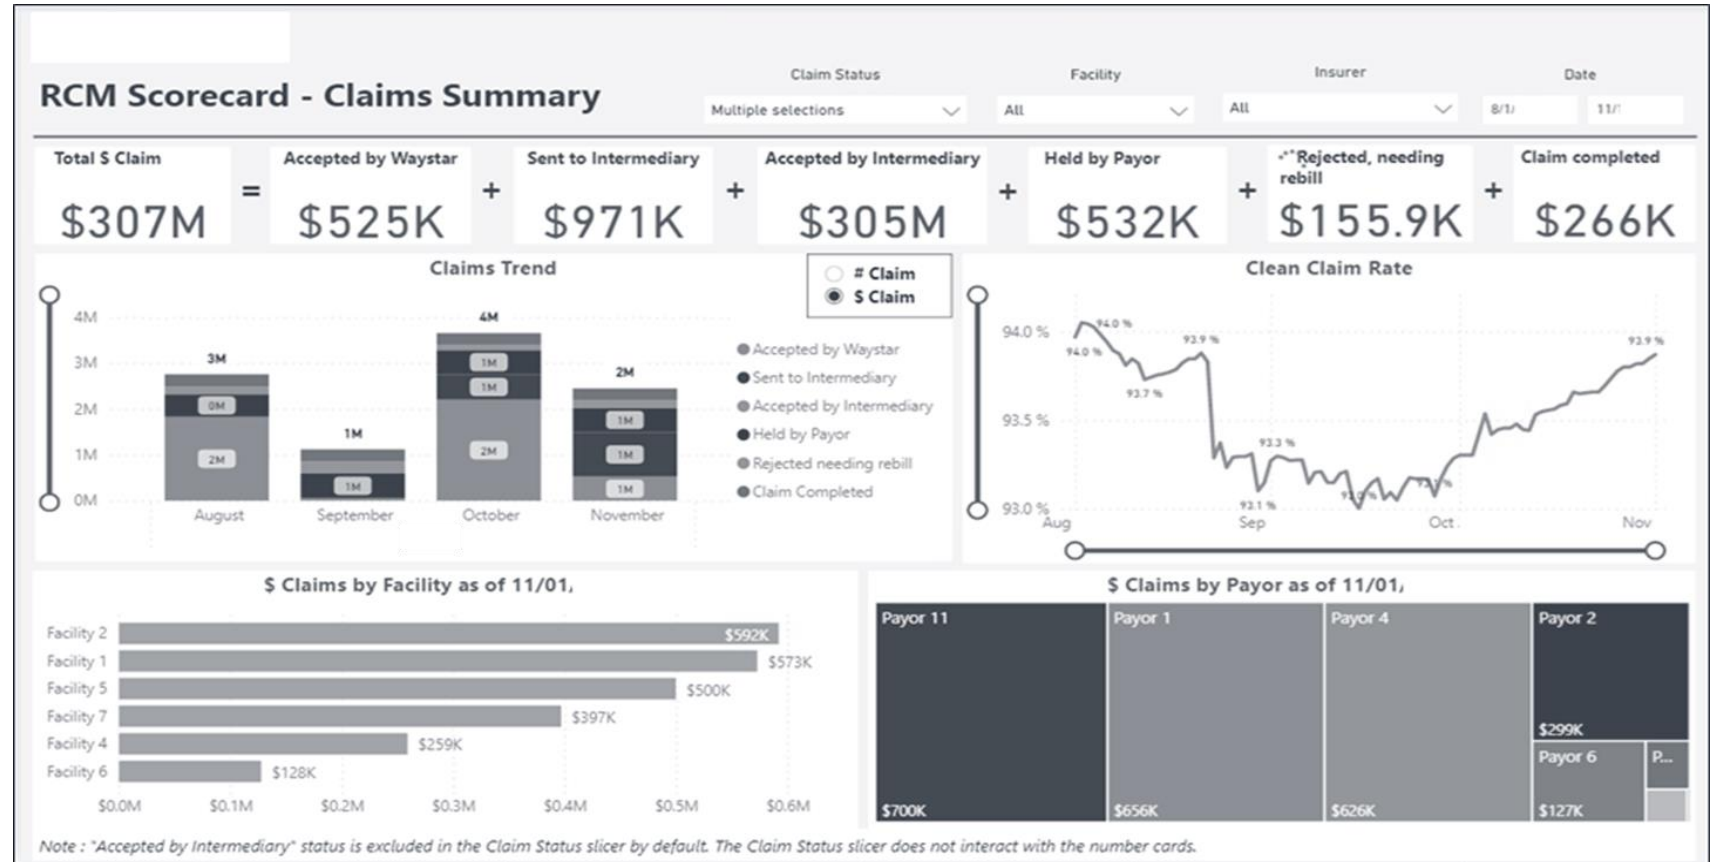 Claim Status
Facility
Insurer
Date
RCM Scorecard - Claims Summary
Multiple selections
All
All
8/1/
11/
Total $ Claim
$307M
=
Accepted by Waystar
$525K
+
Sent to Intermediary
$971K
+
Accepted by Intermediary
$305M
+
Held by Payor
$532K
+
Rejected, needing
rebill
$155.9K
+
Claim completed
$266K
Claims Trend
# Claim
$ Claim
4M
3M
2M
1M
0M
3M
0M
2M
1M
1M
4M
1M
1M
2M
2M
1M
1M
1M
August
September
October
November
Accepted by Waystar
Sent to Intermediary
Accepted by Intermediary
Held by Payor
Rejected needing rebill
Claim Completed
Clean Claim Rate
94.0 %
93.5 %
93.0 %
94.0 %
94.0 %
93.7 %
93.9 %
93.1 %
93.3 %
93.9 %
Aug
Sep
Oct
Nov
$ Claims by Facility as of 11/01,
Facility 2
$592K
Facility 1
$573K
Facility 5
$500K
Facility 7
$397K
Facility 4
$259K
Facility 6
$128K
$0.0M
$0.1M
$0.2M
$0.3M
$0.4M
$0.5M
$0.6M
$ Claims by Payor as of 11/01,
Payor 11
$700K
Payor 1
$656K
Payor 4
$626K
Payor 2
$299K
Payor 6
$127K
P...
Note : "Accepted by Intermediary" status is excluded in the Claim Status slicer by default. The Claim Status slicer does not interact with the number cards.